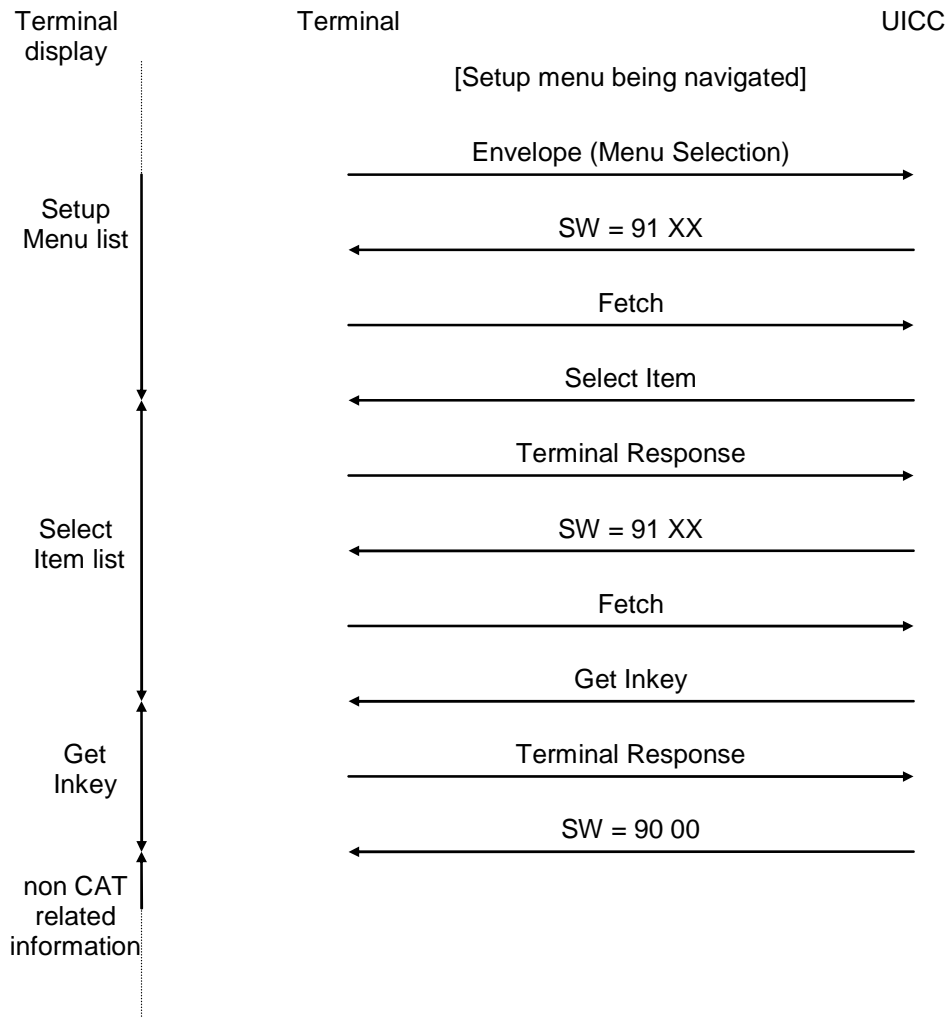 Terminal
display
Terminal
UICC
[Setup menu being navigated]
Envelope (Menu Selection)
Setup
Menu list
SW = 91 XX
Fetch
Select Item
Terminal Response
Select
Item list
SW = 91 XX
Fetch
Get Inkey
Get
Inkey
Terminal Response
SW = 90 00
non CAT
related
information